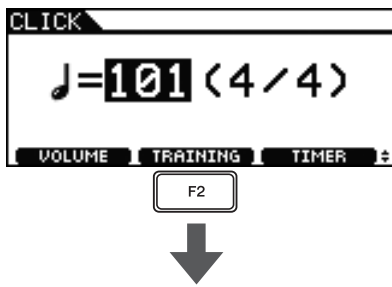 CLICK
♩=101(4/4)
VOLUME TRAINING TIMER
F2